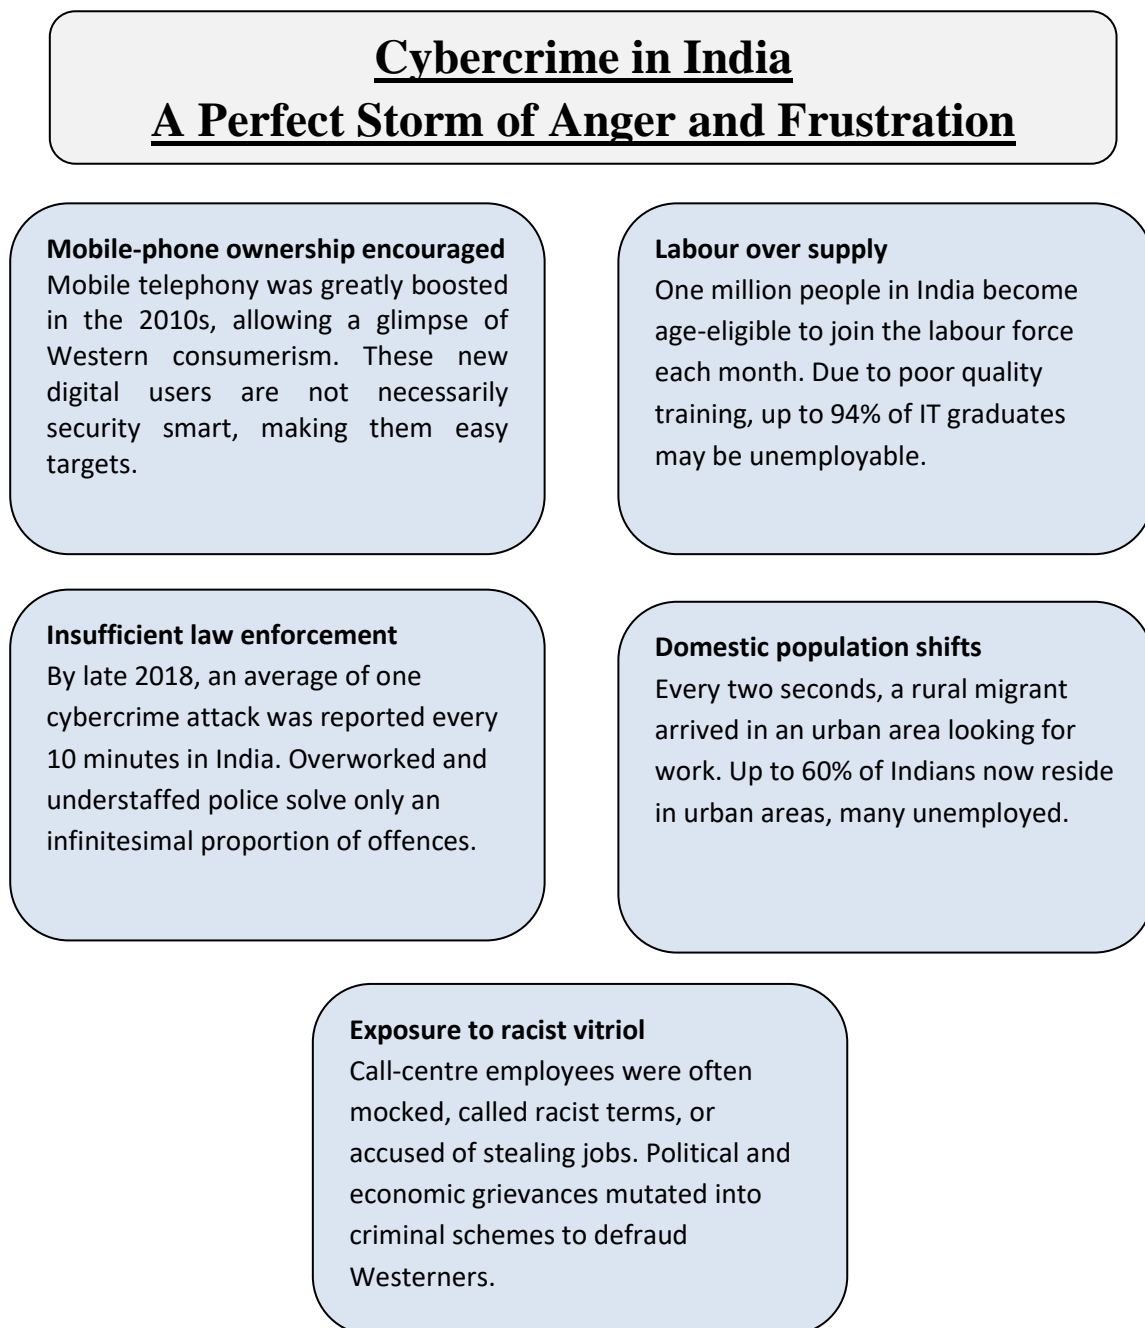 Cybercrime in India
A Perfect Storm of Anger and Frustration
Mobile-phone ownership encouraged
Mobile telephony was greatly boosted
in the 2010s, allowing a glimpse of
Western consumerism. These new
digital users are not necessarily
security smart, making them easy
targets.
Labour over supply
One million people in India become
age-eligible to join the labour force
each month. Due to poor quality
training, up to 94% of IT graduates
may be unemployable.
Insufficient law enforcement
By late 2018, an average of one
cybercrime attack was reported every
10 minutes in India. Overworked and
understaffed police solve only an
infinitesimal proportion of offences.
Domestic population shifts
Every two seconds, a rural migrant
arrived in an urban area looking for
work. Up to 60% of Indians now reside
in urban areas, many unemployed.
Exposure to racist vitriol
Call-centre employees were often
mocked, called racist terms, or
accused of stealing jobs. Political and
economic grievances mutated into
criminal schemes to defraud
Westerners.